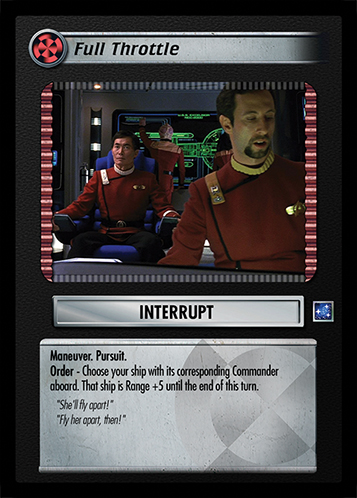 Full Throttle
INTERRUPT
Maneuver. Pursuit.
Order - Choose your ship with its corresponding Commander
aboard. That ship is Range +5 until the end of this turn.
"She'll fly apart!"
"Fly her apart, then!"